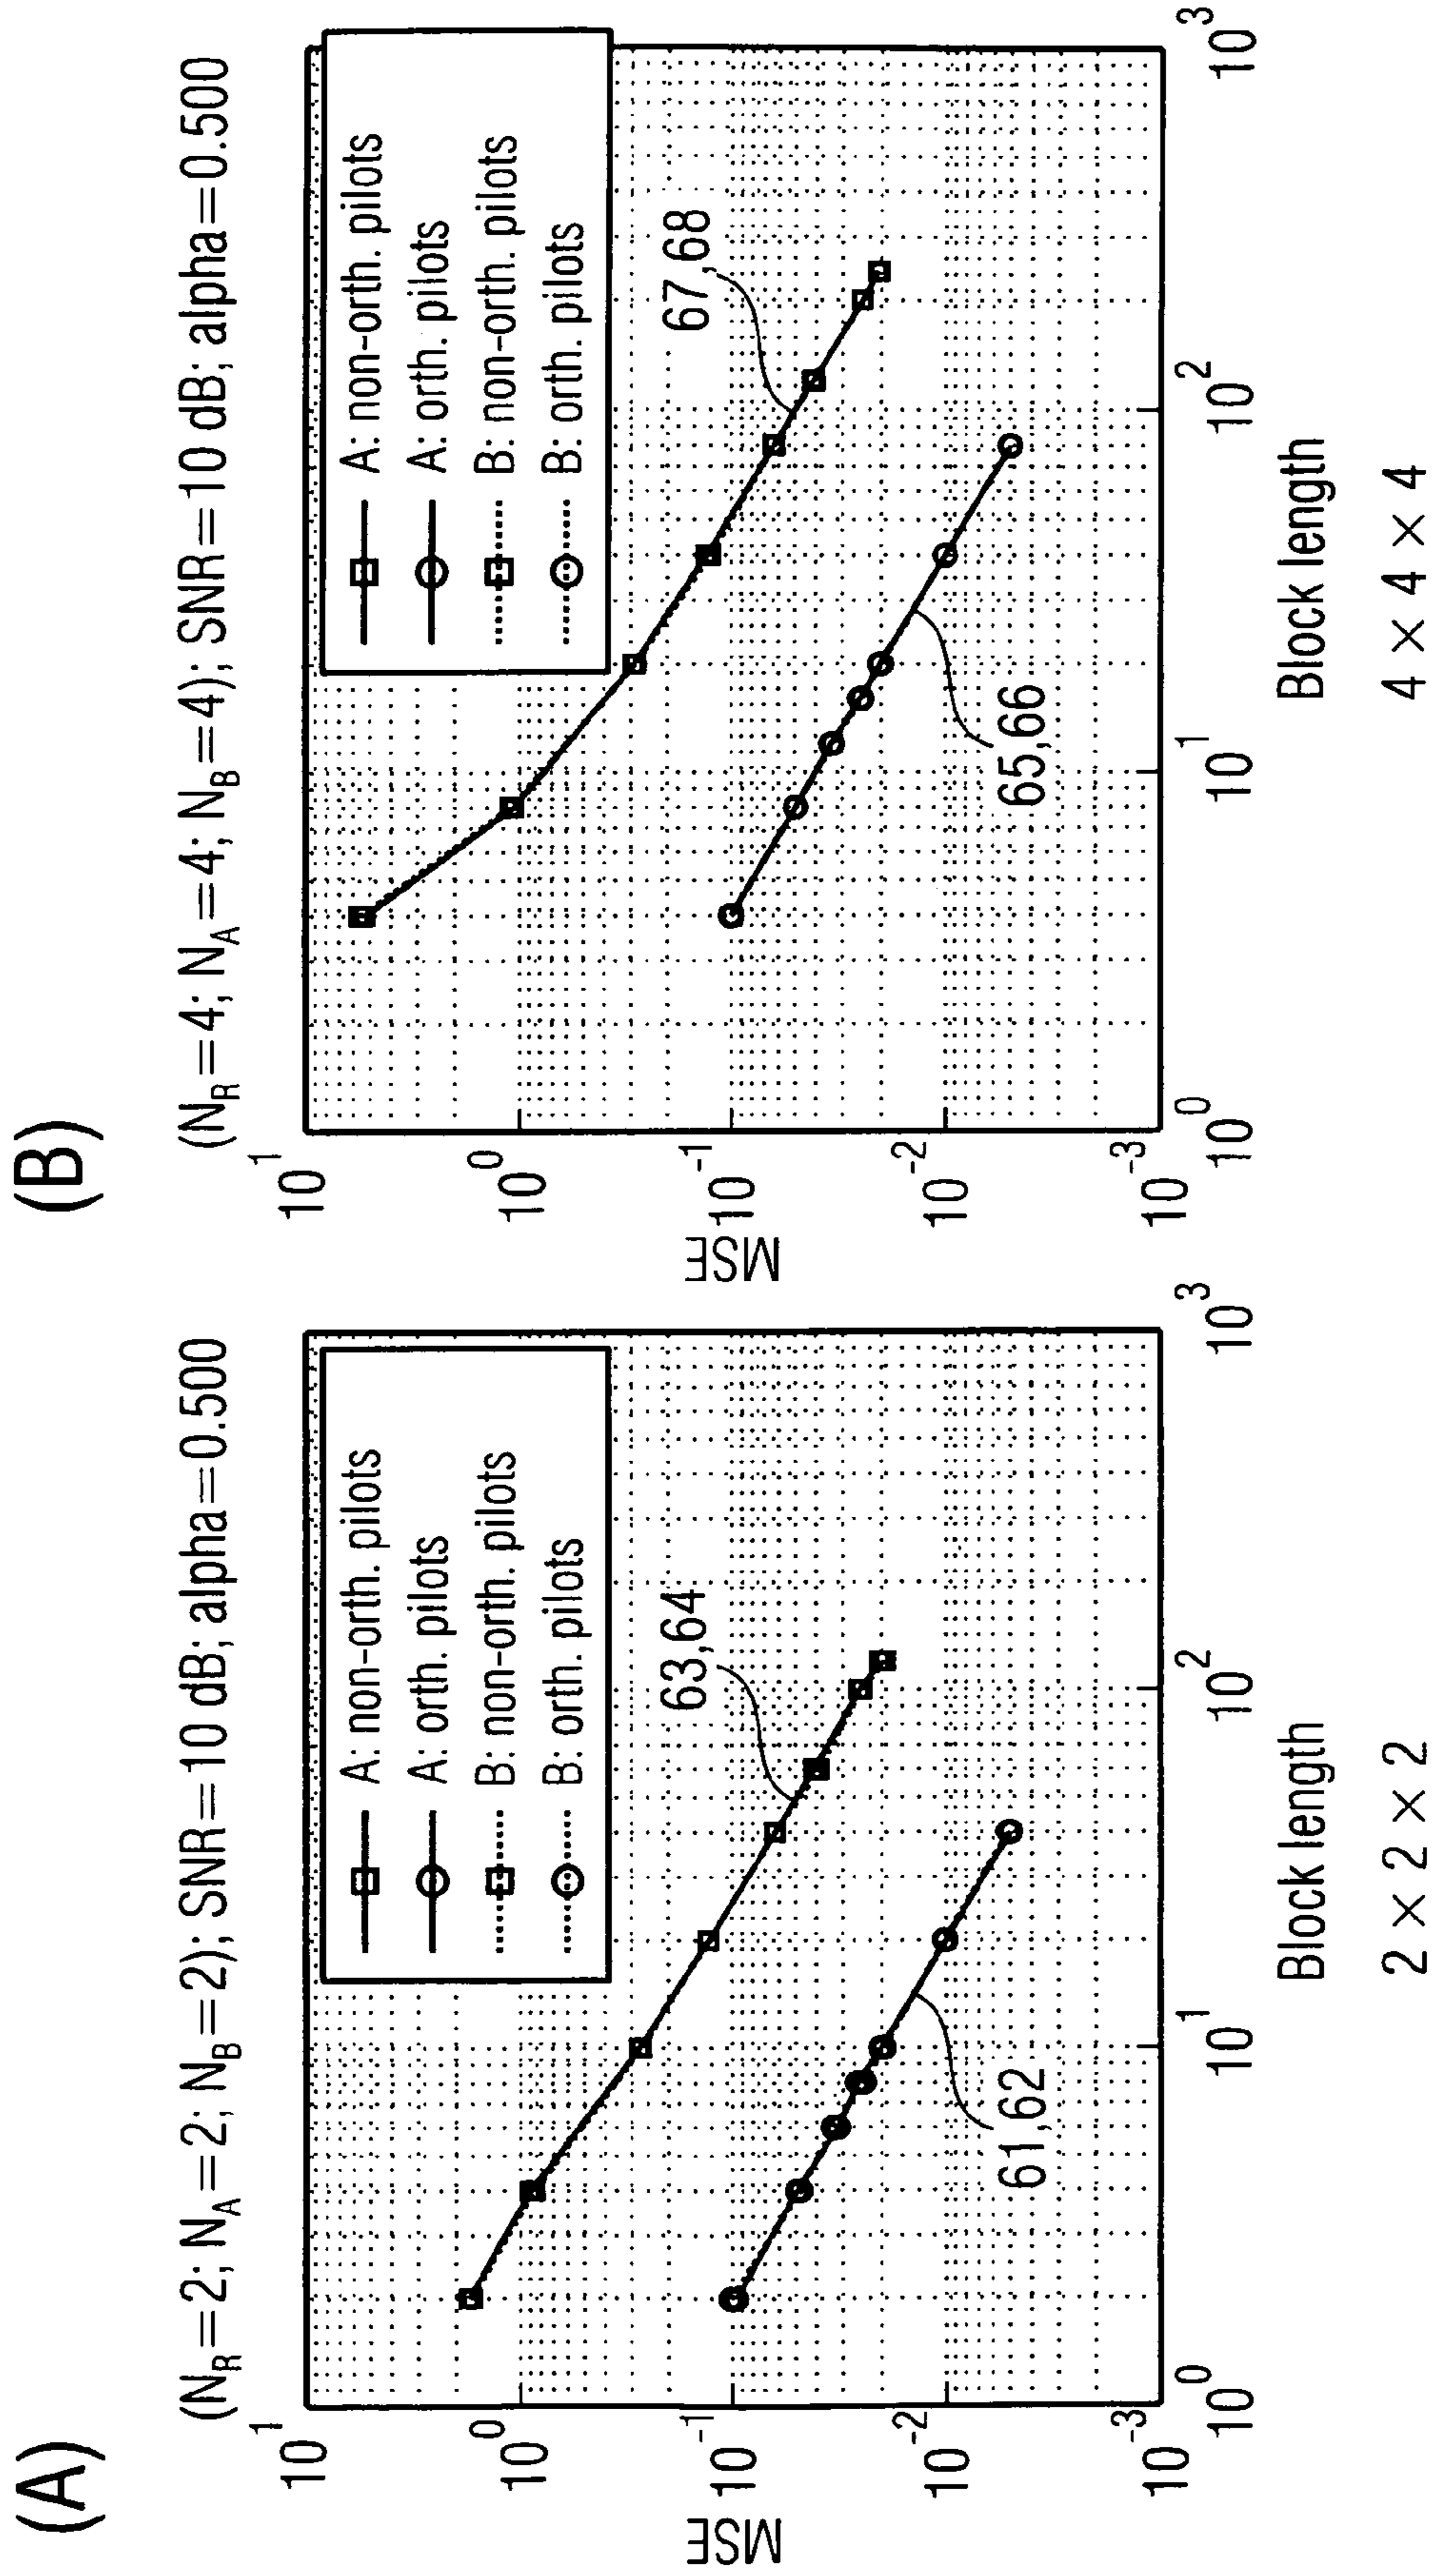 (A)
(N_R=2; N_A=2; N_B=2); SNR=10 dB; alpha=0.500
10^1
10^0
10^-1
10^-2
10^-3
MSE
A: non-orth. pilots
A: orth. pilots
B: non-orth. pilots
B: orth. pilots
63,64
61,62
10^0
10^1
10^2
10^3
Block length
2 × 2 × 2
(B)
(N_R=4; N_A=4; N_B=4); SNR=10 dB; alpha=0.500
10^1
10^0
10^-1
10^-2
10^-3
MSE
A: non-orth. pilots
A: orth. pilots
B: non-orth. pilots
B: orth. pilots
67,68
65,66
10^0
10^1
10^2
10^3
Block length
4 × 4 × 4